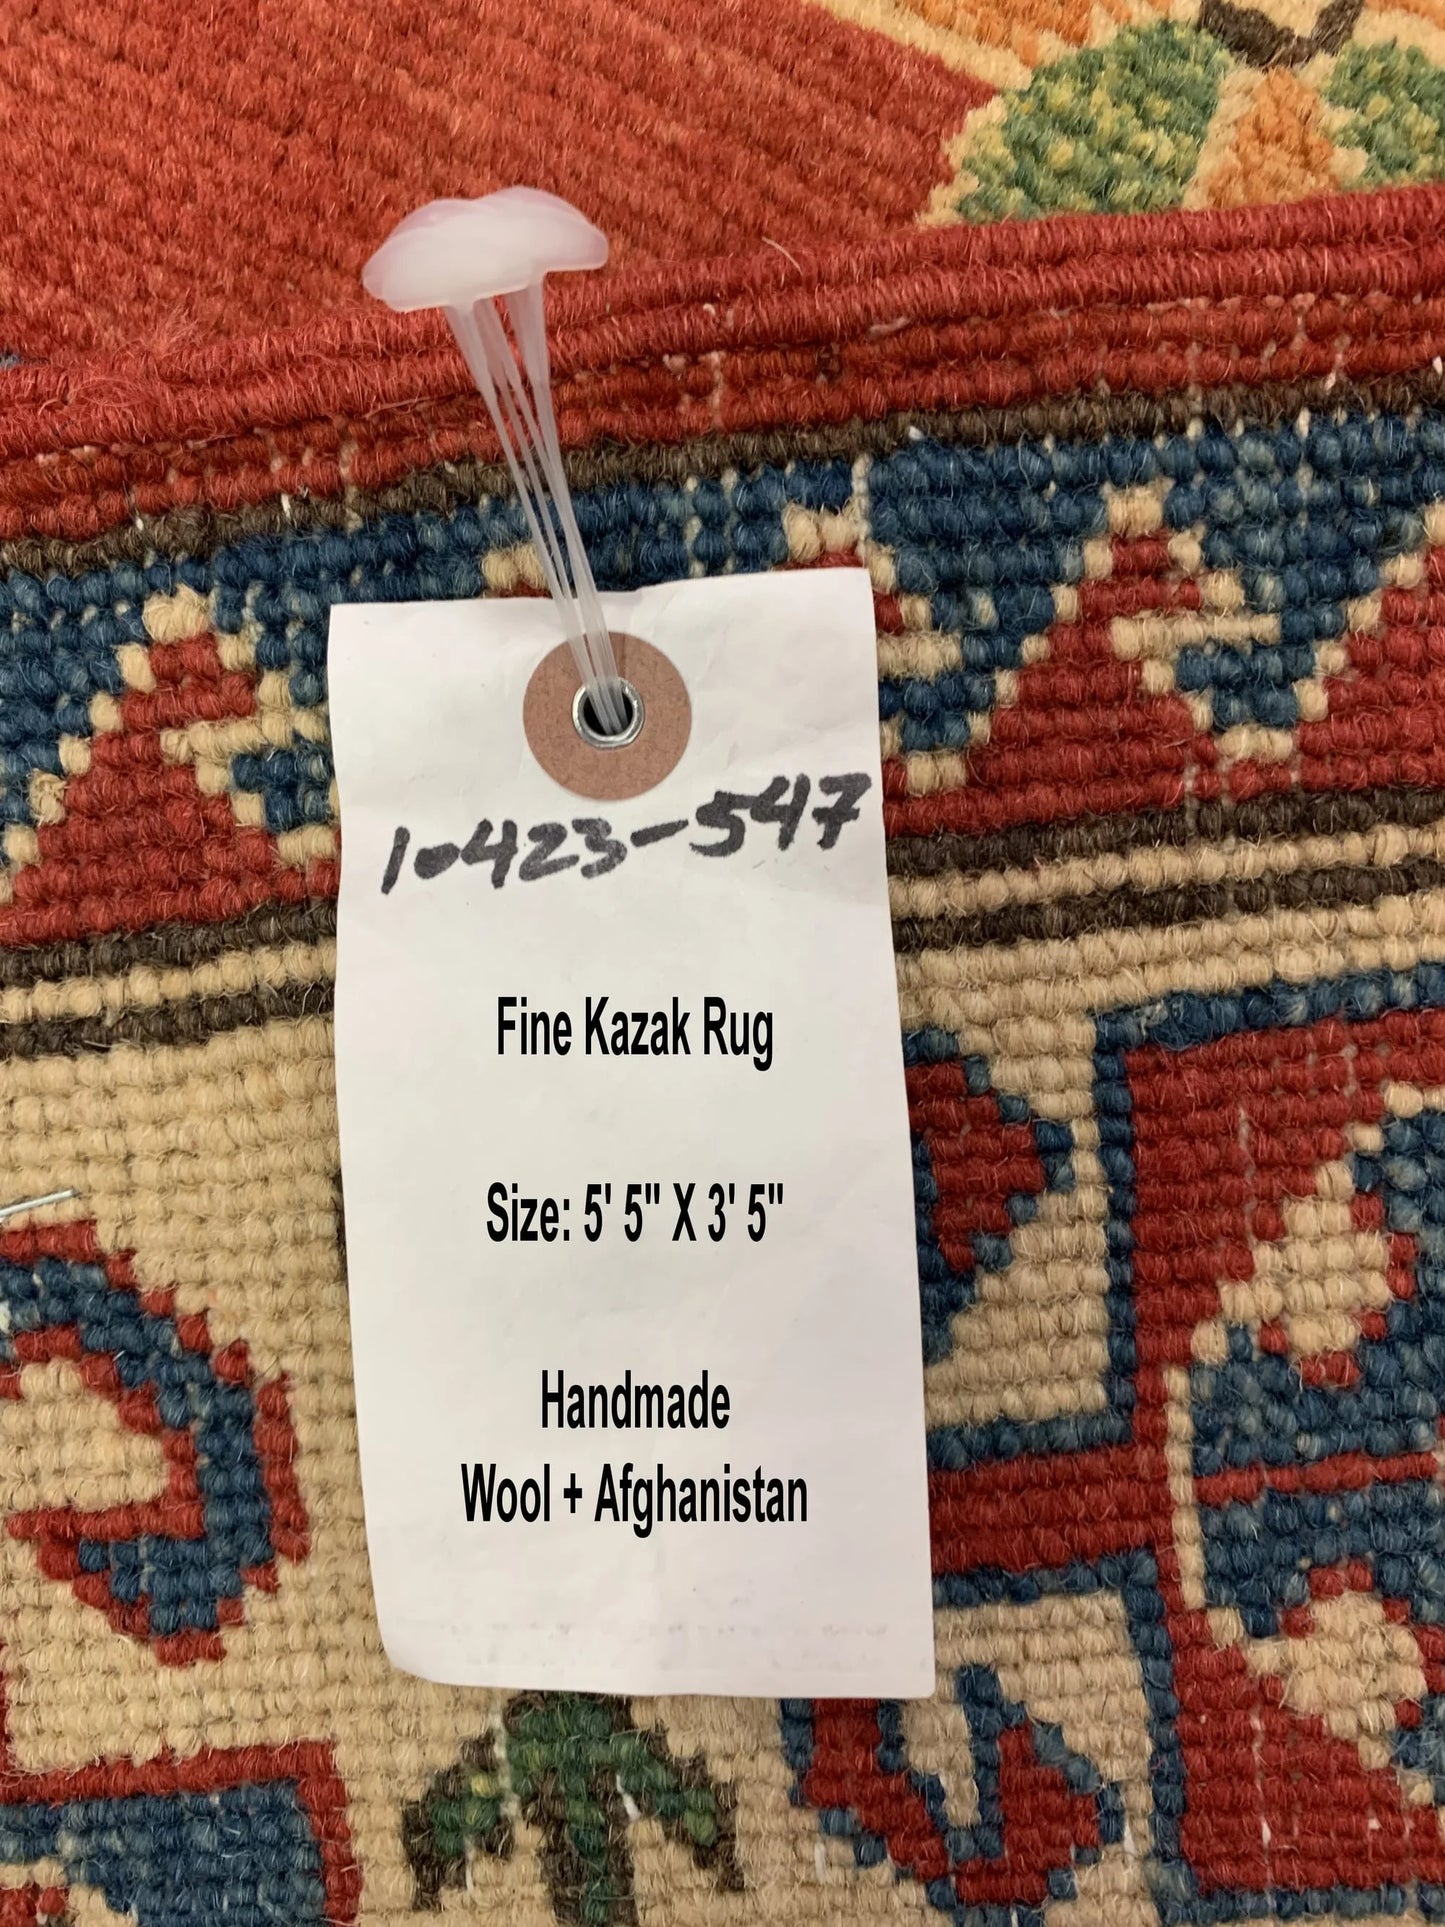 10423-547
Fine Kazak Rug
Size: 5' 5" X 3' 5"
Handmade
Wool + Afghanistan